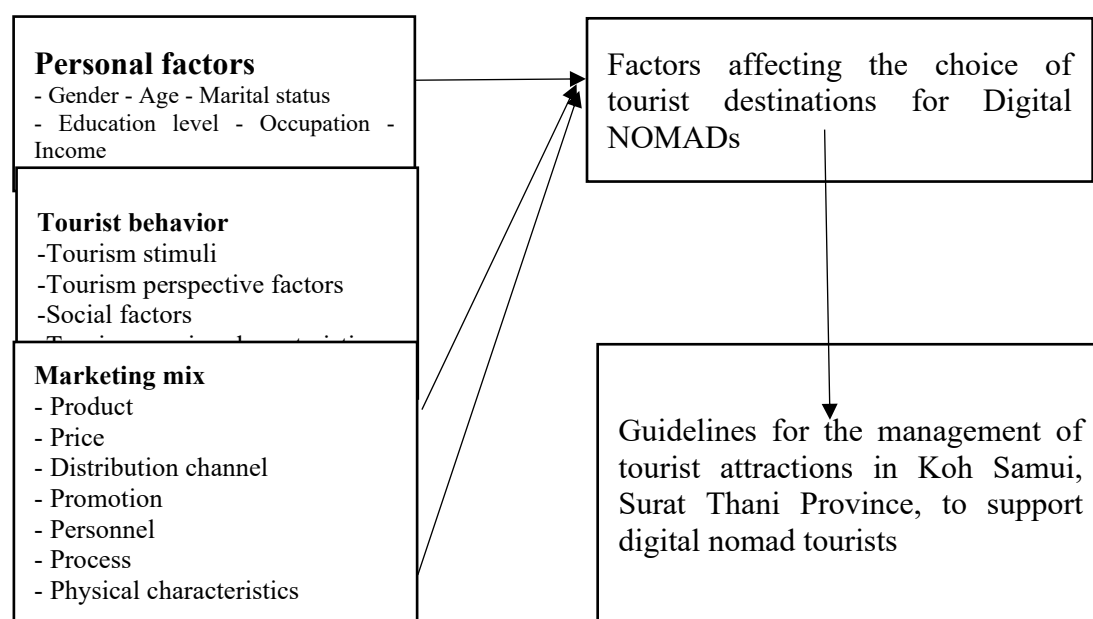 Personal factors
- Gender - Age - Marital status
- Education level - Occupation -
Income
Tourist behavior
-Tourism stimuli
-Tourism perspective factors
-Social factors
Marketing mix
- Product
- Price
- Distribution channel
- Promotion
- Personnel
- Process
- Physical characteristics
Factors affecting the choice of
tourist destinations for Digital
NOMADs
Guidelines for the management of
tourist attractions in Koh Samui,
Surat Thani Province, to support
digital nomad tourists